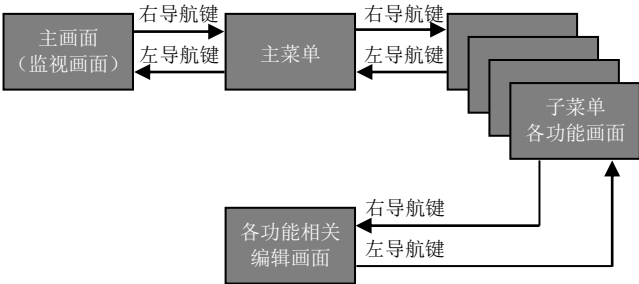 右导航键
右导航键
主画面
(监视画面)
左导航键
主菜单
左导航键
子菜单
各功能画面
右导航键
各功能相关
编辑画面
左导航键